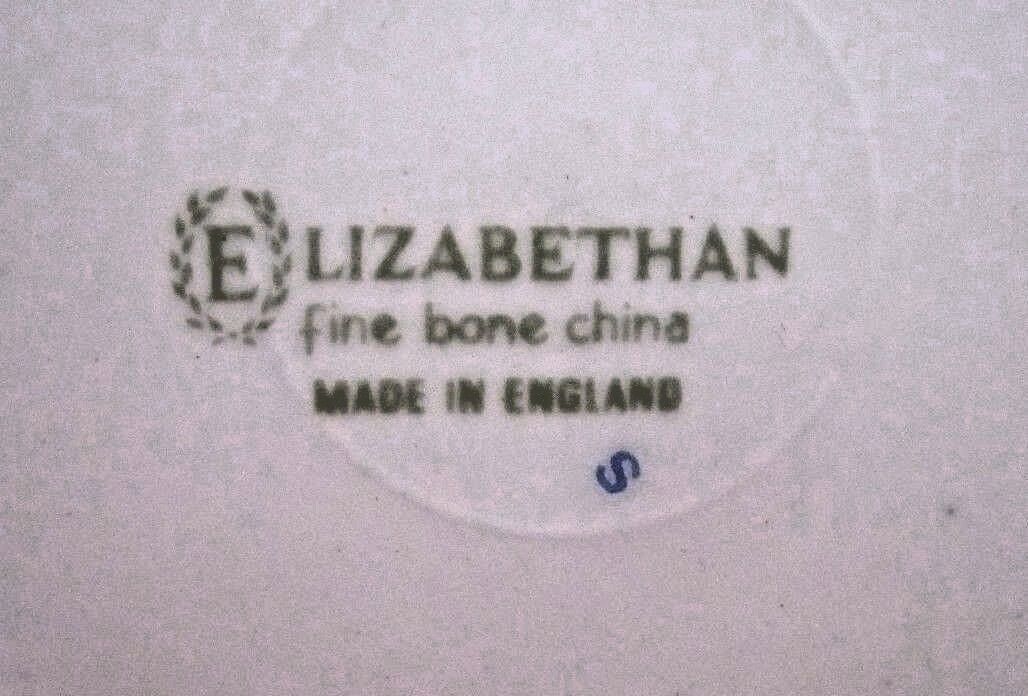 ELIZABETHAN
fine bone china
MADE IN ENGLAND
S